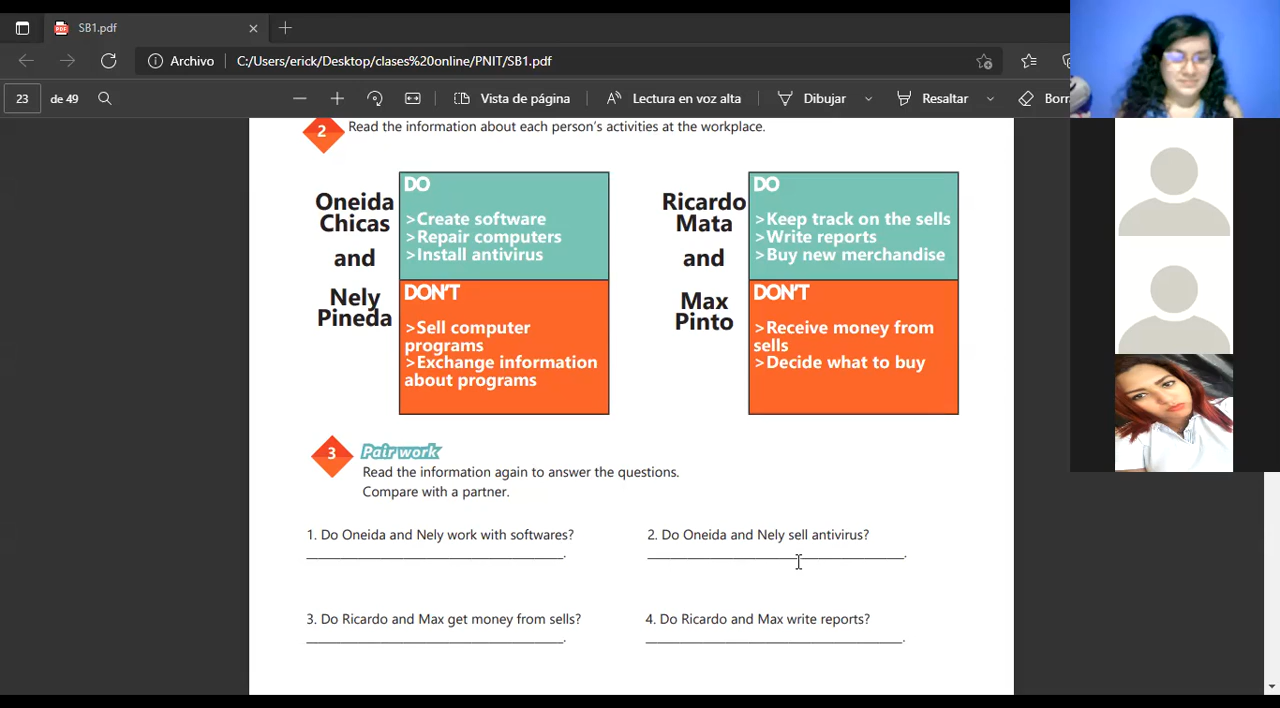 SB1.pdf
Archivo C:/Users/erick/Desktop/clases%20online/PNIT/SB1.pdf
23 de 49 Vista de página Lectura en voz alta Dibujar Resaltar Borr
2 Read the information about each person's activities at the workplace.
Oneida
Chicas
and
Nely
Pineda
DO
>Create software
>Repair computers
>Install antivirus
DON'T
>Sell computer
programs
>Exchange information
about programs
Ricardo
Mata
and
Max
Pinto
DO
>Keep track on the sells
>Write reports
>Buy new merchandise
DON'T
>Receive money from
sells
>Decide what to buy
3 Pair work
Read the information again to answer the questions.
Compare with a partner.
1. Do Oneida and Nely work with softwares?
2. Do Oneida and Nely sell antivirus?
3. Do Ricardo and Max get money from sells?
4. Do Ricardo and Max write reports?